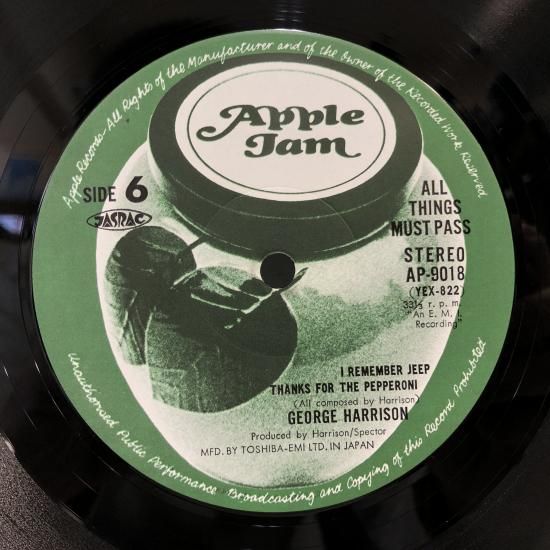 Apple Records-All Rights of the Manufacturer and of the Owner of the Recorded Work Reserved
Apple
Jam
SIDE 6
JASRAC
ALL
THINGS
MUST PASS
STEREO
AP-9018
(YEX-822)
33⅓ r. p. m.
"An E. M. I.
Recording"
I REMEMBER JEEP
THANKS FOR THE PEPPERONI
(All composed by Harrison)
GEORGE HARRISON
Produced by Harrison/Spector
MFD. BY TOSHIBA-EMI LTD. IN JAPAN
Unauthorised Public Performance Broadcasting and Copying of this Record Prohibited